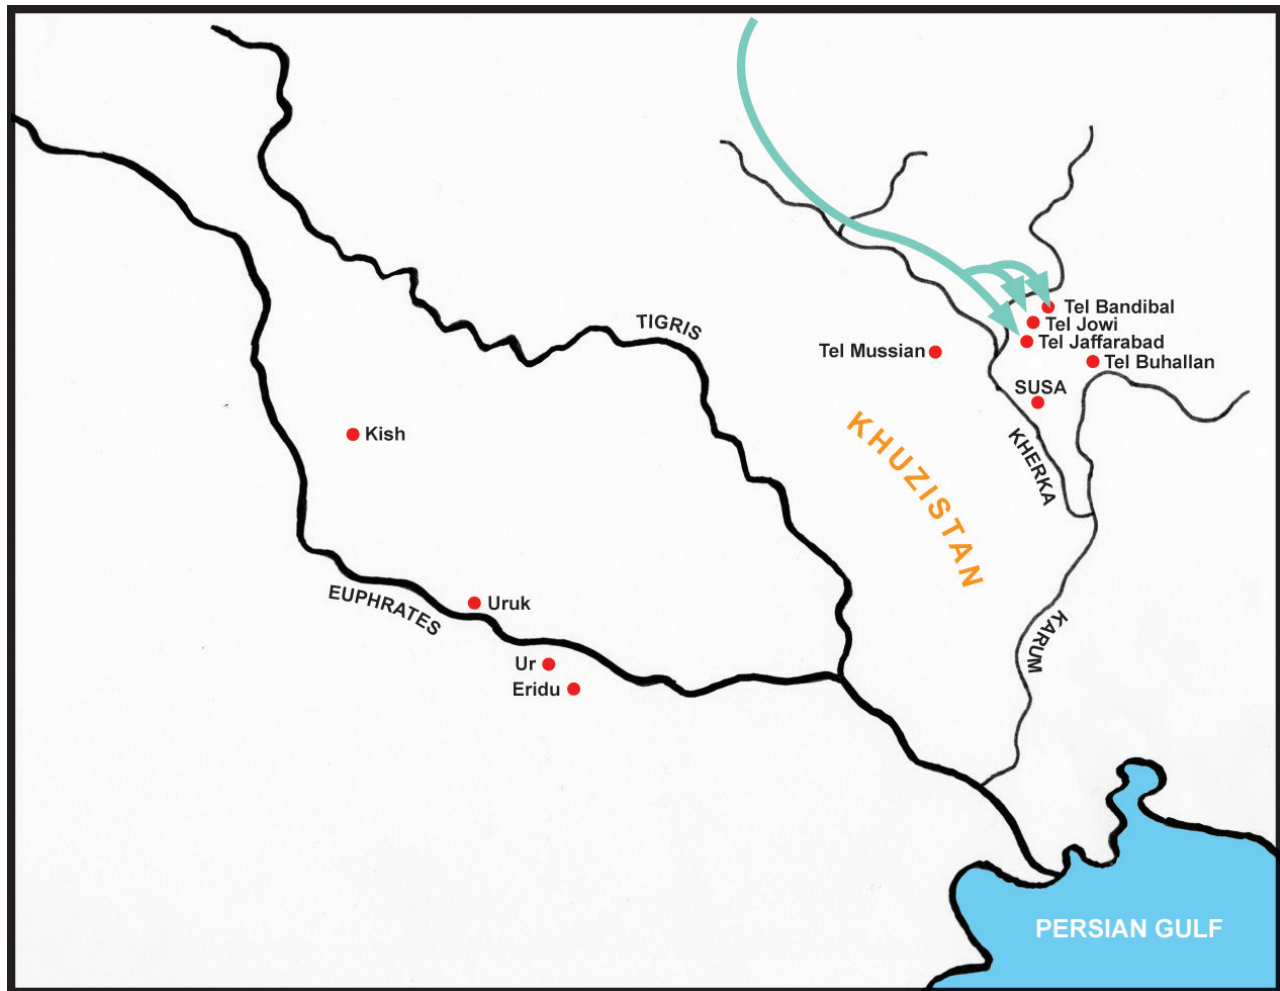 TIGRIS
Tel Bandibal
Tel Jowi
Tel Jaffarabad
Tel Mussian
Tel Buhallan
SUSA
Kish
KHUZISTAN
KHERKA
EUPHRATES
Uruk
KARUM
Ur
Eridu
PERSIAN GULF